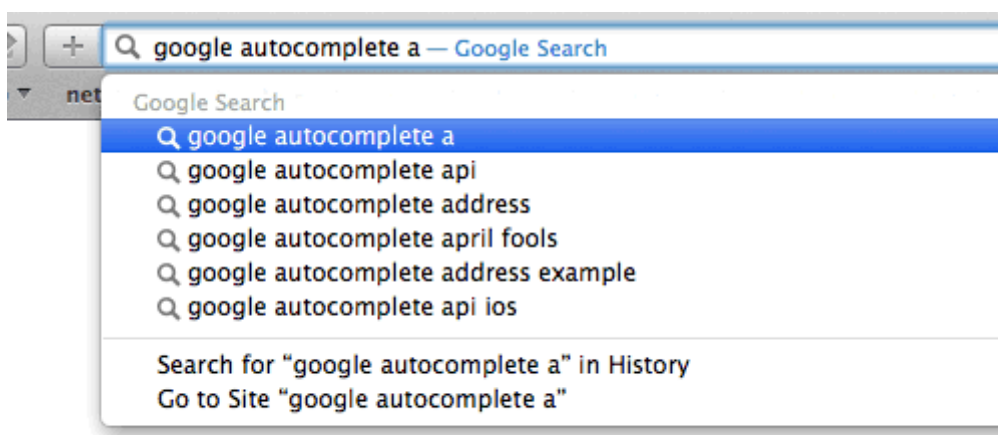 google autocomplete a — Google Search
net
Google Search
google autocomplete a
google autocomplete api
google autocomplete address
google autocomplete april fools
google autocomplete address example
google autocomplete api ios
Search for “google autocomplete a” in History
Go to Site “google autocomplete a”